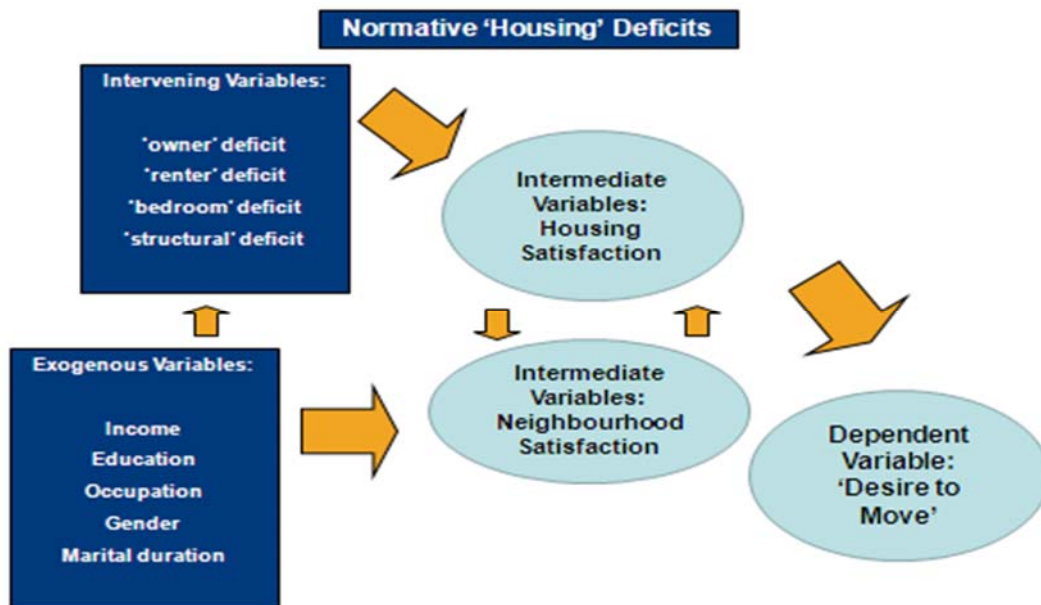 Normative ‘Housing’ Deficits
Intervening Variables:
‘owner’ deficit
‘renter’ deficit
‘bedroom’ deficit
‘structural’ deficit
Intermediate
Variables:
Housing
Satisfaction
Exogenous Variables:
Income
Education
Occupation
Gender
Marital duration
Intermediate
Variables:
Neighbourhood
Satisfaction
Dependent
Variable:
‘Desire to
Move’